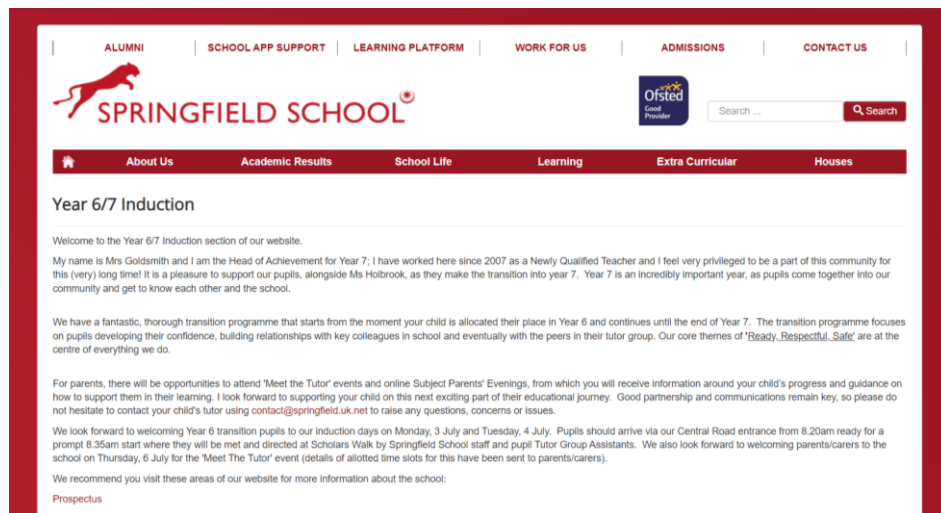 ALUMNI SCHOOL APP SUPPORT LEARNING PLATFORM WORK FOR US ADMISSIONS CONTACT US
SPRINGFIELD SCHOOL
Ofsted
Good
Provider
Search ...
Search
About Us Academic Results School Life Learning Extra Curricular Houses
Year 6/7 Induction
Welcome to the Year 6/7 Induction section of our website.
My name is Mrs Goldsmith and I am the Head of Achievement for Year 7; I have worked here since 2007 as a Newly Qualified Teacher and I feel very privileged to be a part of this community for
this (very) long time! It is a pleasure to support our pupils, alongside Ms Holbrook, as they make the transition into year 7. Year 7 is an incredibly important year, as pupils come together into our
community and get to know each other and the school.
We have a fantastic, thorough transition programme that starts from the moment your child is allocated their place in Year 6 and continues until the end of Year 7. The transition programme focuses
on pupils developing their confidence, building relationships with key colleagues in school and eventually with the peers in their tutor group. Our core themes of 'Ready, Respectful, Safe' are at the
centre of everything we do.
For parents, there will be opportunities to attend 'Meet the Tutor' events and online Subject Parents' Evenings, from which you will receive information around your child's progress and guidance on
how to support them in their learning. I look forward to supporting your child on this next exciting part of their educational journey. Good partnership and communications remain key, so please do
not hesitate to contact your child's tutor using contact@springfield.uk.net to raise any questions, concerns or issues.
We look forward to welcoming Year 6 transition pupils to our induction days on Monday, 3 July and Tuesday, 4 July. Pupils should arrive via our Central Road entrance from 8.20am ready for a
prompt 8.35am start where they will be met and directed at Scholars Walk by Springfield School staff and pupil Tutor Group Assistants. We also look forward to welcoming parents/carers to the
school on Thursday, 6 July for the 'Meet The Tutor' event (details of allotted time slots for this have been sent to parents/carers).
We recommend you visit these areas of our website for more information about the school:
Prospectus